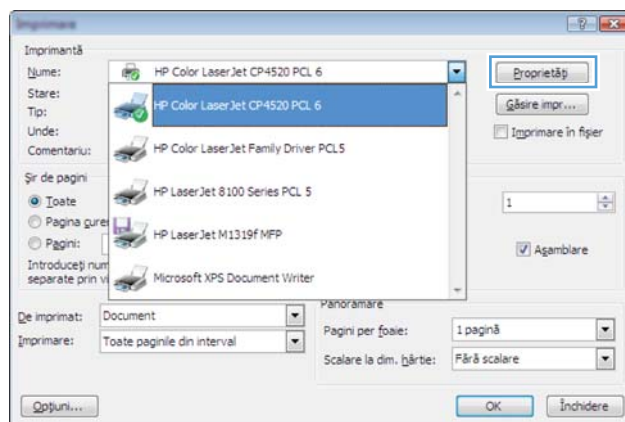 Imprimare
Imprimantă
Nume: HP Color LaserJet CP4520 PCL 6
Proprietăți
Stare:
HP Color LaserJet CP4520 PCL 6
Găsire impr...
Tip:
Unde:
Imprimare în fișier
Comentariu:
HP Color LaserJet Family Driver PCL5
Șir de pagini
HP LaserJet 8100 Series PCL 5
Toate
1
Pagina curen
HP LaserJet M1319f MFP
Pagini:
Asamblare
Introduceți num
separate prin vi
Microsoft XPS Document Writer
De imprimat: Document
Panoramare
Imprimare: Toate paginile din interval
Pagini per foaie: 1 pagină
Scalare la dim. hârtie: Fără scalare
Opțiuni...
OK
Închidere